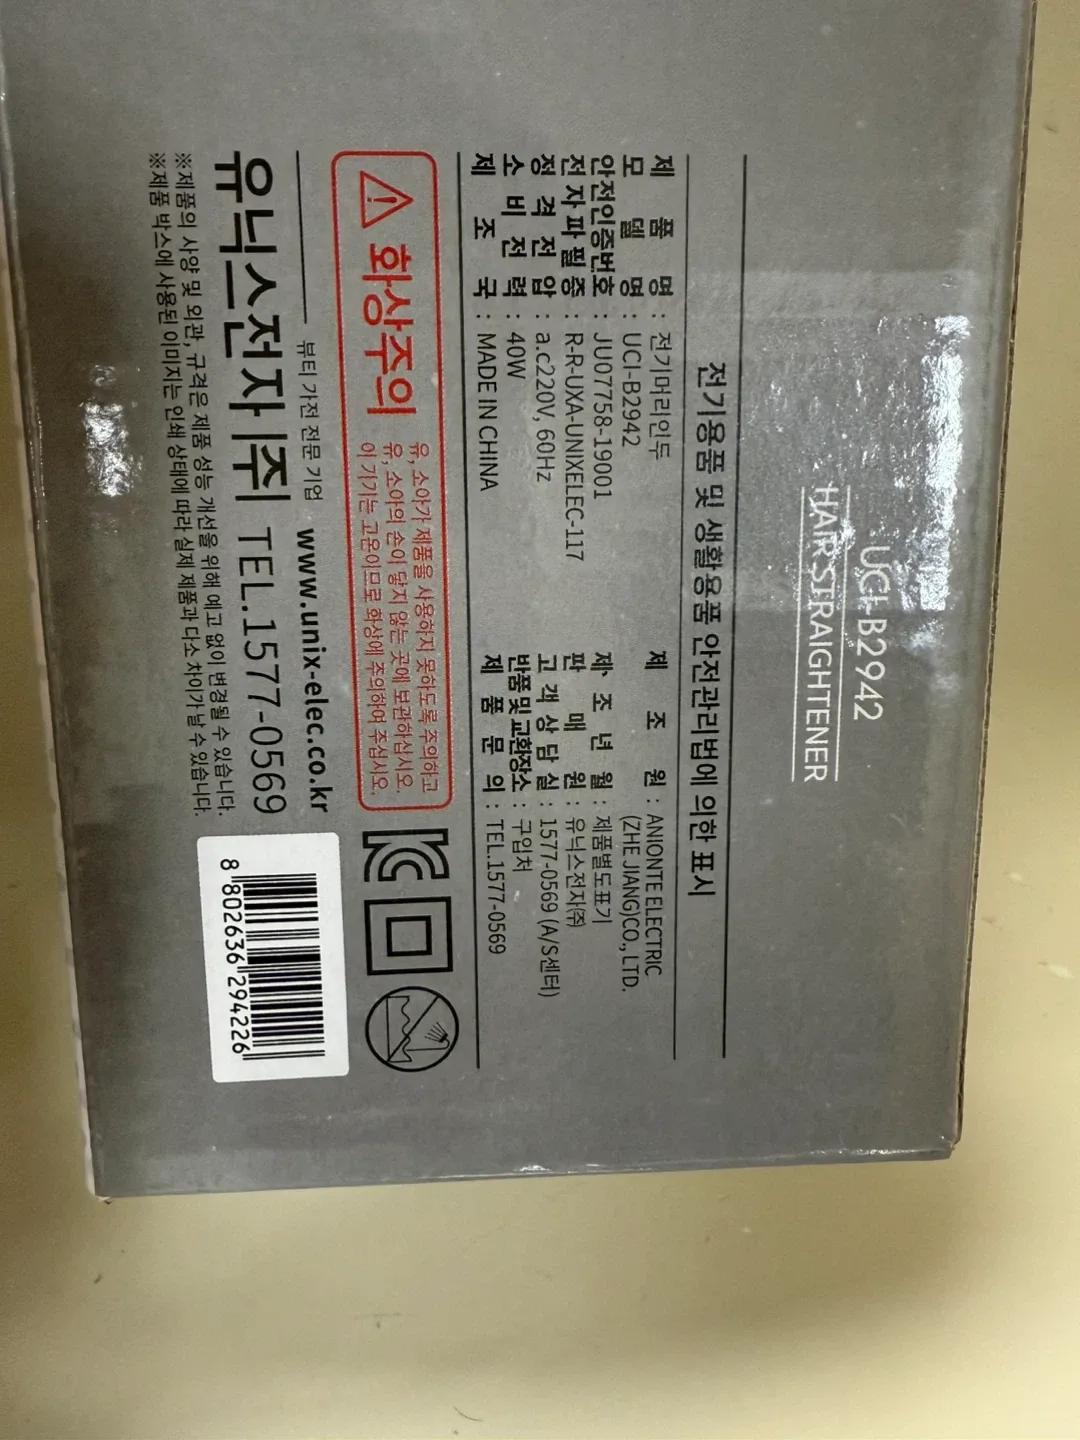 UCI-B2942
HAIR STRAIGHTENER
전기용품 및 생활용품 안전관리법에 의한 표시
제 품 명 : 전기머리인두
모 델 명 : UCI-B2942
안전인증번호 : JU07758-19001
전자파필증 : R-R-UXA-UNIXELEC-117
정 격 전 압 : a.c220V, 60Hz
소 비 전 력 : 40W
제 조 국 : MADE IN CHINA
제 조 원 : ANIONTE ELECTRIC
(ZHE JIANG)CO., LTD.
제 조 년 월 : 제품별도표기
판 매 원 : 유닉스전자㈜
고 객 상 담 실 : 1577-0569 (A/S센터)
반품 및 교환장소 : 구입처
제 품 문 의 : TEL.1577-0569
화상주의
유, 소아가 제품을 사용하지 못하도록 주의하고
유, 소아의 손이 닿지 않는 곳에 보관하십시오.
이 기기는 고온이므로 화상에 주의하여 주십시오.
뷰티 가전 전문 기업 www.unix-elec.co.kr
유닉스전자㈜ TEL.1577-0569
※제품의 사양 및 외관, 규격은 제품 성능 개선을 위해 예고 없이 변경될 수 있습니다.
※제품 박스에 사용된 이미지는 인쇄 상태에 따라 실제 제품과 다소 차이가 날 수 있습니다.
8 802636 294226